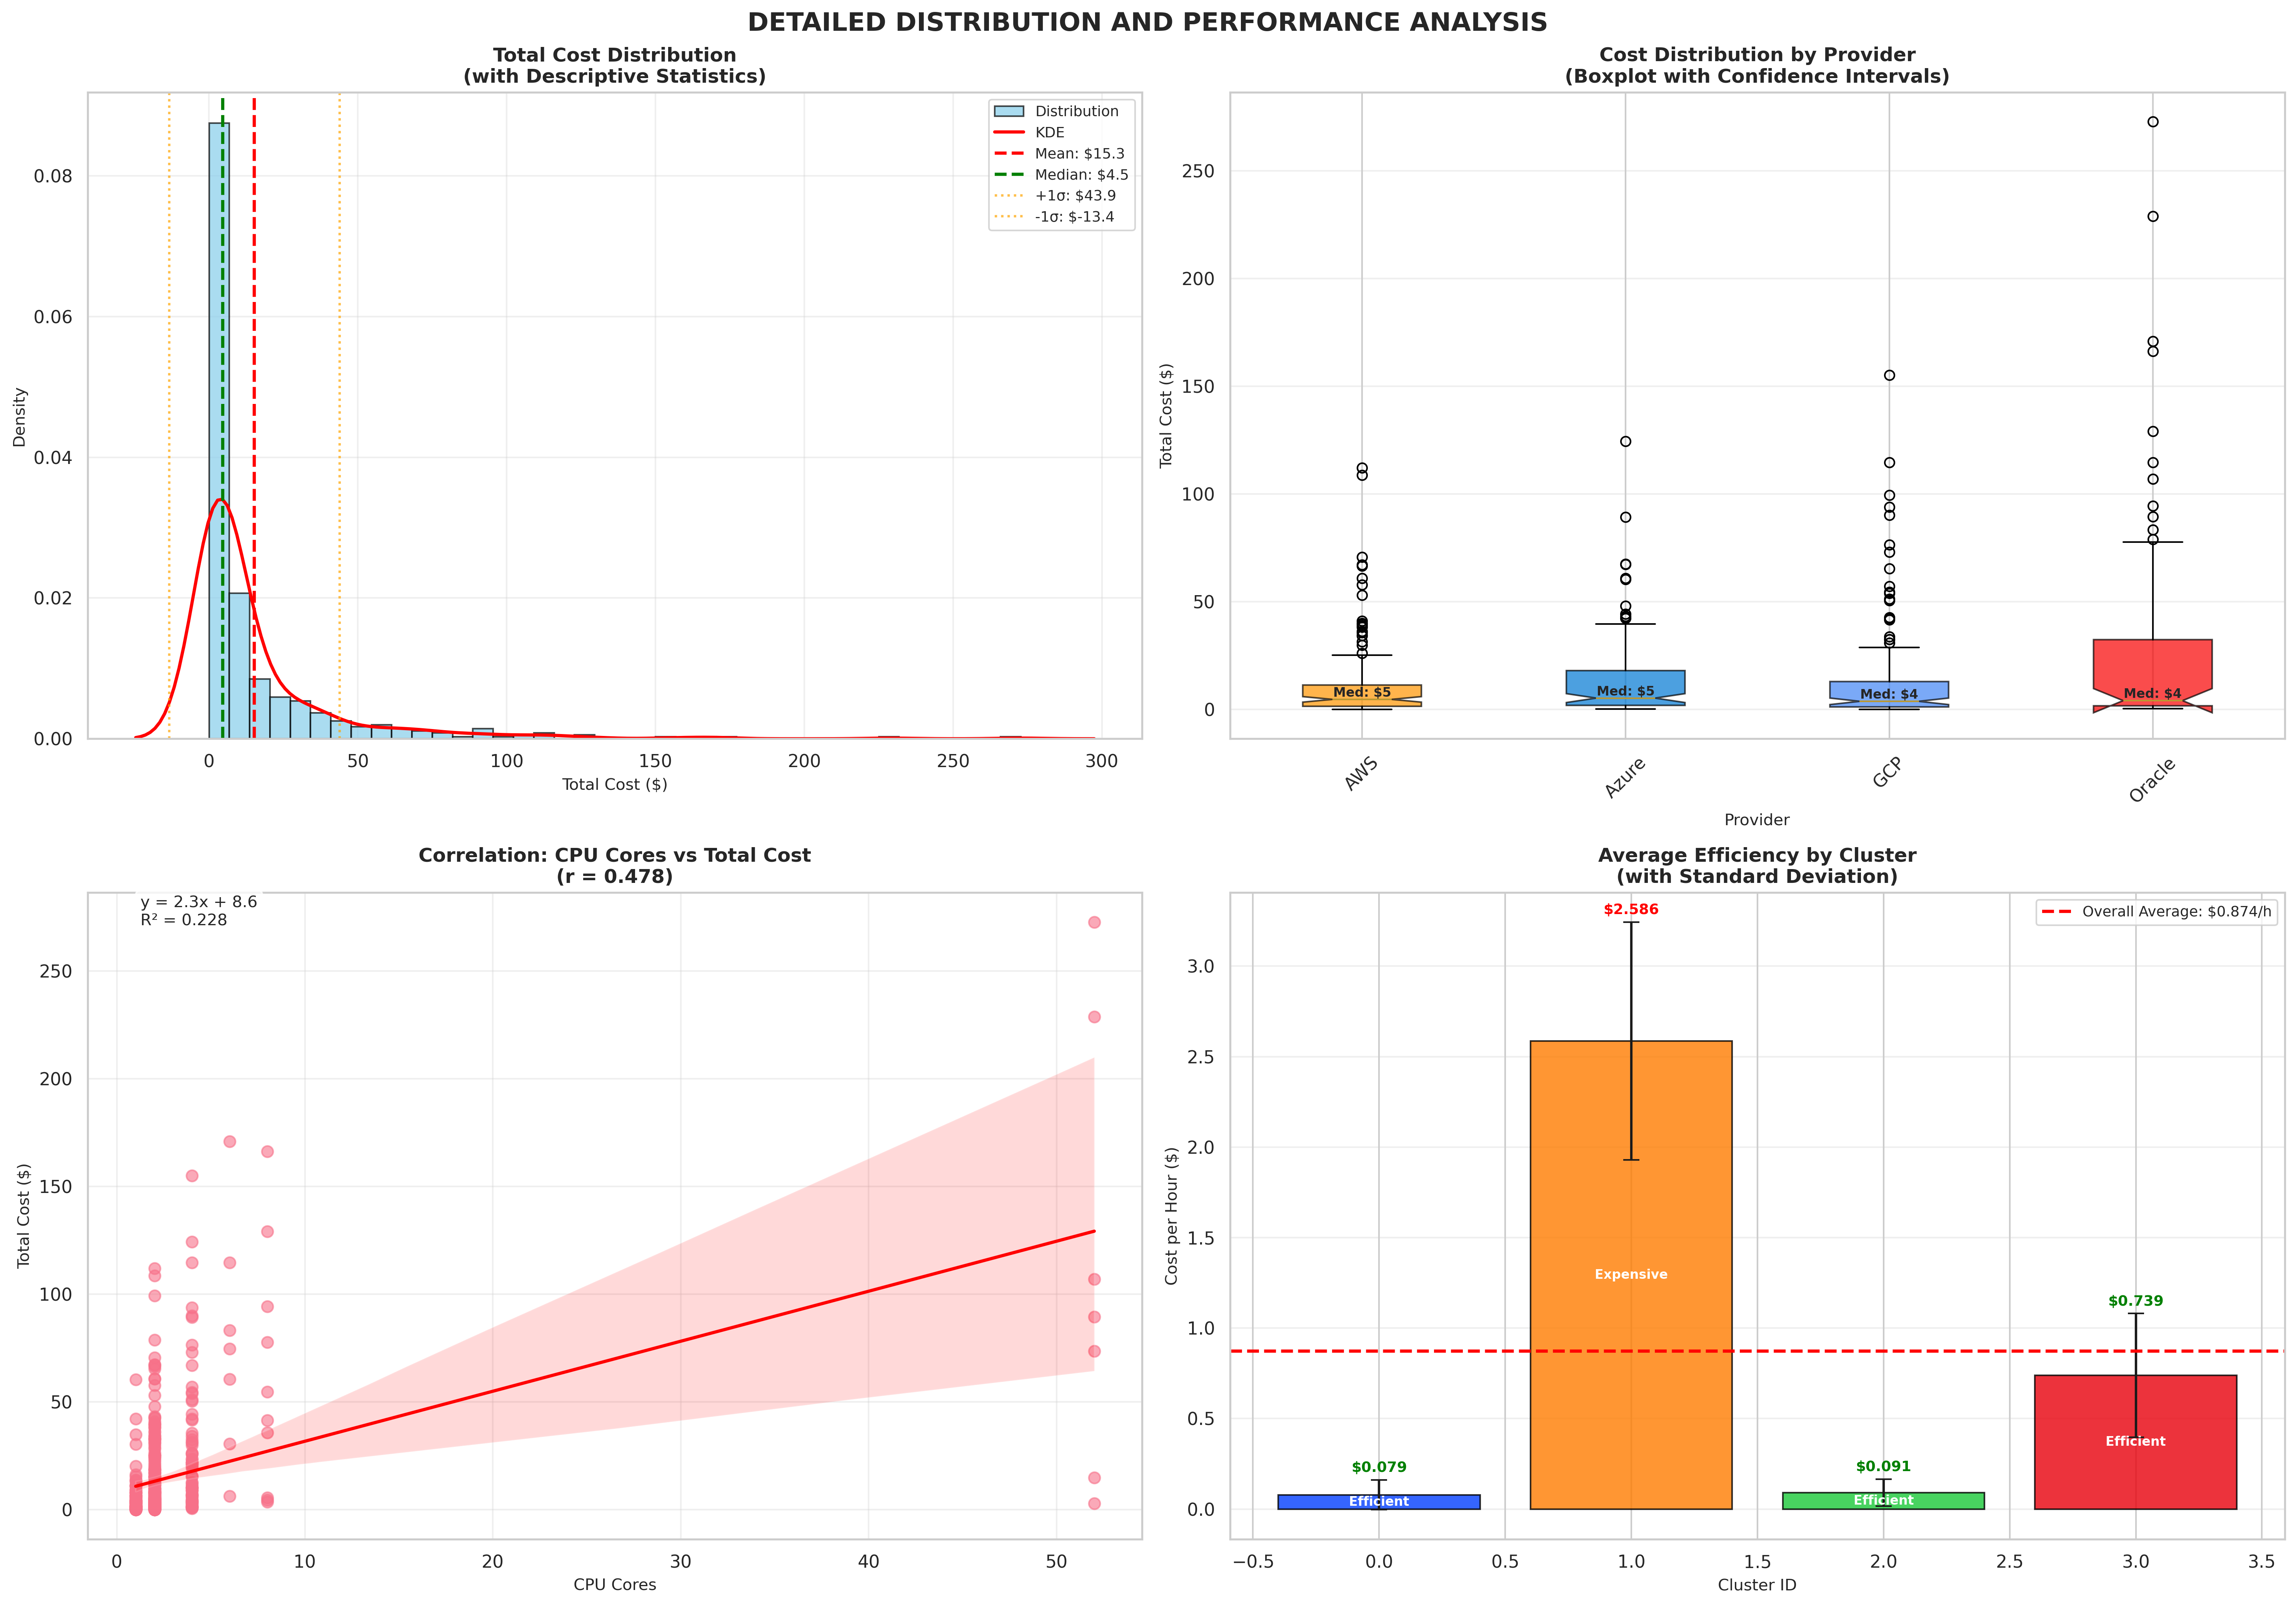 DETAILED DISTRIBUTION AND PERFORMANCE ANALYSIS
Total Cost Distribution
(with Descriptive Statistics)
Density
0.08
0.06
0.04
0.02
0.00
Distribution
KDE
Mean: $15.3
Median: $4.5
+1σ: $43.9
-1σ: $-13.4
0
50
100
150
200
250
300
Total Cost ($)
Cost Distribution by Provider
(Boxplot with Confidence Intervals)
Total Cost ($)
250
200
150
100
50
0
Med: $5
Med: $5
Med: $4
Med: $4
AWS
Azure
GCP
Oracle
Provider
Correlation: CPU Cores vs Total Cost
(r = 0.478)
y = 2.3x + 8.6
R² = 0.228
Total Cost ($)
250
200
150
100
50
0
0
10
20
30
40
50
CPU Cores
Average Efficiency by Cluster
(with Standard Deviation)
Overall Average: $0.874/h
Cost per Hour ($)
3.0
2.5
2.0
1.5
1.0
0.5
0.0
$2.586
Expensive
$0.739
Efficient
$0.079
Efficient
$0.091
Efficient
−0.5
0.0
0.5
1.0
1.5
2.0
2.5
3.0
3.5
Cluster ID